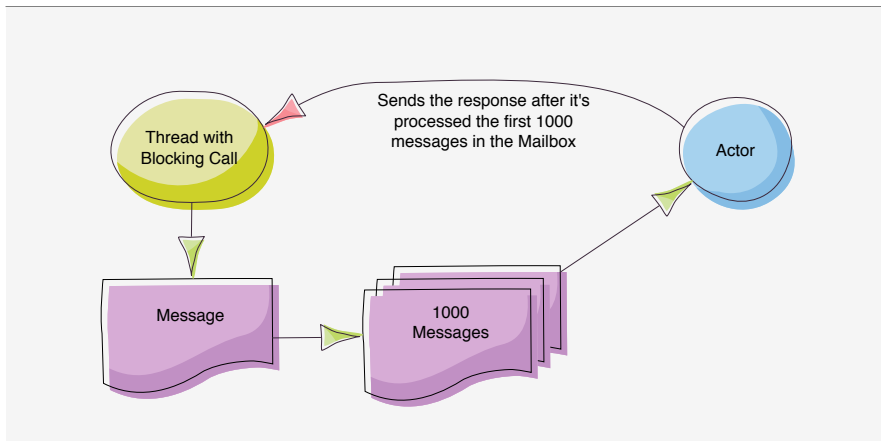 Sends the response after it's
processed the first 1000
messages in the Mailbox
Thread with
Blocking Call
Actor
Message
1000
Messages